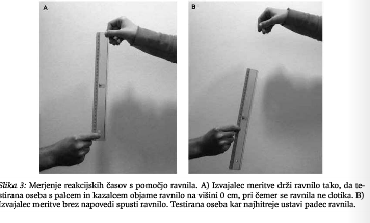 A
B
Slika 3: Merjenje reakcijskih časov s pomočjo ravnila. A) Izvajalec meritve drži ravnilo tako, da te-
stirana oseba s palcem in kazalcem objame ravnilo na višini 0 cm, pri čemer se ravnila ne dotika. B)
Izvajalec meritve brez napovedi spusti ravnilo. Testirana oseba kar najhitreje ustavi padec ravnila.